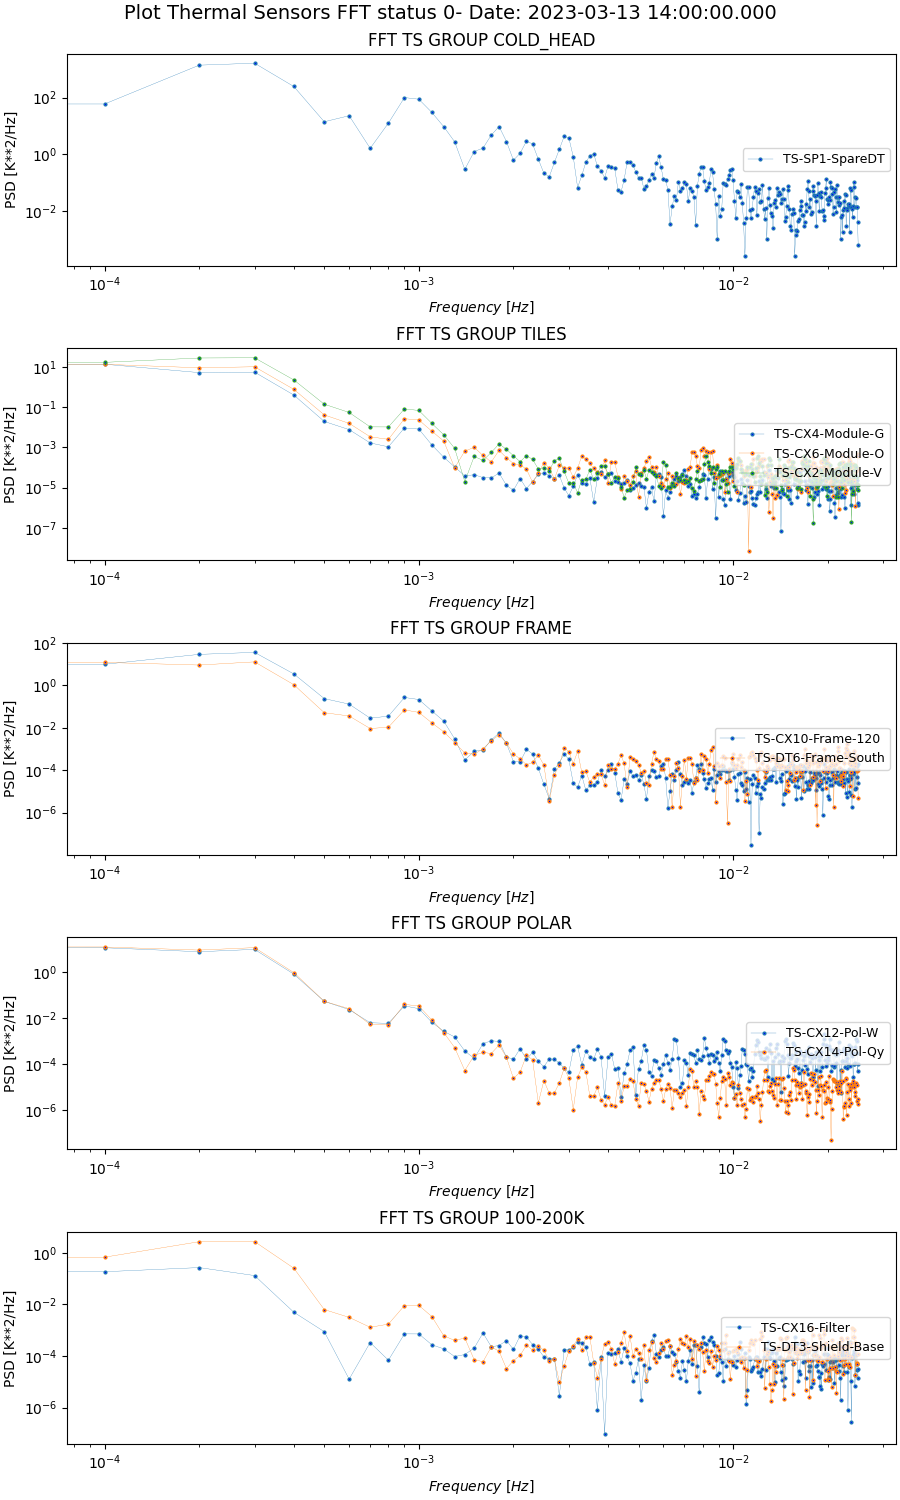 Plot Thermal Sensors FFT status 0- Date: 2023-03-13 14:00:00.000
FFT TS GROUP COLD_HEAD
PSD [K**2/Hz]
10²
10⁰
10⁻²
TS-SP1-SpareDT
10⁻⁴ 10⁻³ 10⁻²
Frequency [Hz]
FFT TS GROUP TILES
PSD [K**2/Hz]
10¹
10⁻¹
10⁻³
10⁻⁵
10⁻⁷
TS-CX4-Module-G
TS-CX6-Module-O
TS-CX2-Module-V
10⁻⁴ 10⁻³ 10⁻²
Frequency [Hz]
FFT TS GROUP FRAME
PSD [K**2/Hz]
10²
10⁰
10⁻²
10⁻⁴
10⁻⁶
TS-CX10-Frame-120
TS-DT6-Frame-South
10⁻⁴ 10⁻³ 10⁻²
Frequency [Hz]
FFT TS GROUP POLAR
PSD [K**2/Hz]
10⁰
10⁻²
10⁻⁴
10⁻⁶
TS-CX12-Pol-W
TS-CX14-Pol-Qy
10⁻⁴ 10⁻³ 10⁻²
Frequency [Hz]
FFT TS GROUP 100-200K
PSD [K**2/Hz]
10⁰
10⁻²
10⁻⁴
10⁻⁶
TS-CX16-Filter
TS-DT3-Shield-Base
10⁻⁴ 10⁻³ 10⁻²
Frequency [Hz]